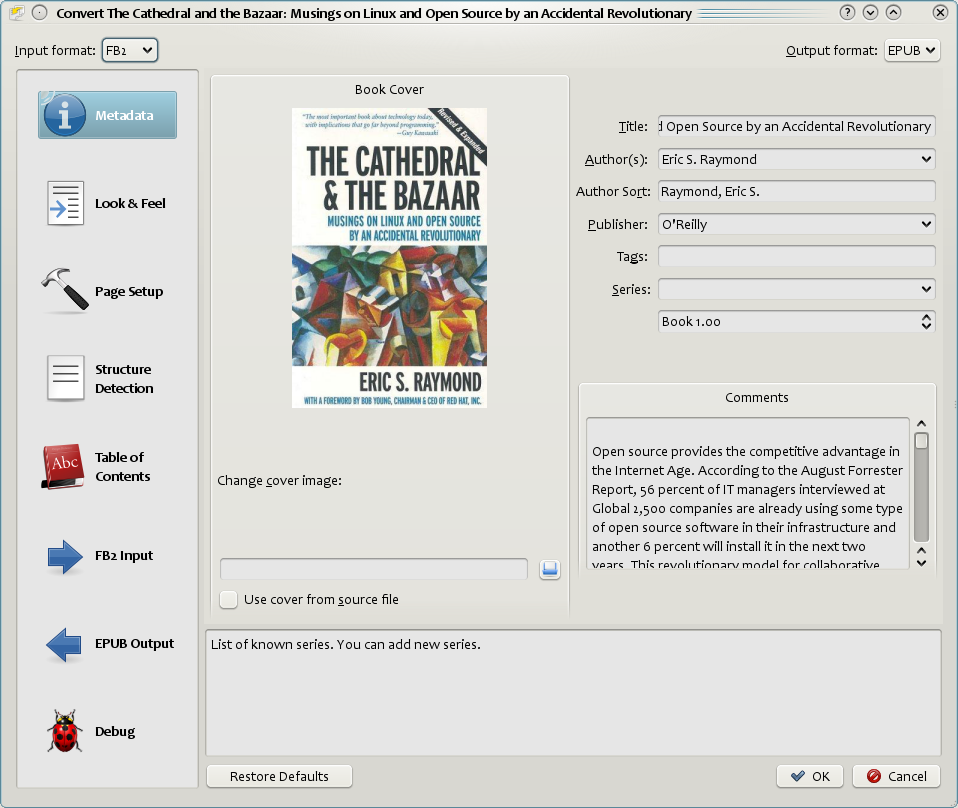 Convert The Cathedral and the Bazaar: Musings on Linux and Open Source by an Accidental Revolutionary
Input format: FB2
Output format: EPUB
Metadata
Look & Feel
Page Setup
Structure
Detection
Abc
Table of
Contents
FB2 Input
EPUB Output
Debug
Book Cover
"The most important book about technology today,
with implications that go far beyond programming."
—Guy Kawasaki
Revised & Expanded
THE CATHEDRAL
& THE BAZAAR
MUSINGS ON LINUX AND OPEN SOURCE
BY AN ACCIDENTAL REVOLUTIONARY
ERIC S. RAYMOND
WITH A FOREWORD BY BOB YOUNG, CHAIRMAN & CEO OF RED HAT, INC.
Change cover image:
Use cover from source file
Title: d Open Source by an Accidental Revolutionary
Author(s): Eric S. Raymond
Author Sort: Raymond, Eric S.
Publisher: O'Reilly
Tags:
Series:
Book 1.00
Comments
Open source provides the competitive advantage in
the Internet Age. According to the August Forrester
Report, 56 percent of IT managers interviewed at
Global 2,500 companies are already using some type
of open source software in their infrastructure and
another 6 percent will install it in the next two
years. This revolutionary model for collaborative
List of known series. You can add new series.
Restore Defaults
OK
Cancel